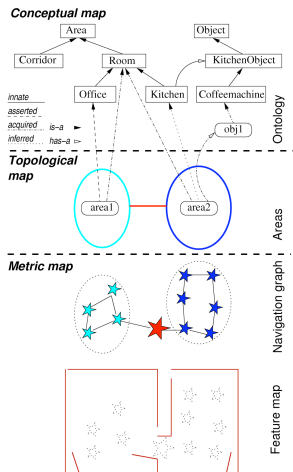 Conceptual map
Area
Object
Corridor
Room
KitchenObject
Office
Kitchen
Coffeemachine
innate
asserted
acquired is-a
inferred has-a
obj1
Ontology
Topological
map
area1
area2
Areas
Metric map
Navigation graph
Feature map